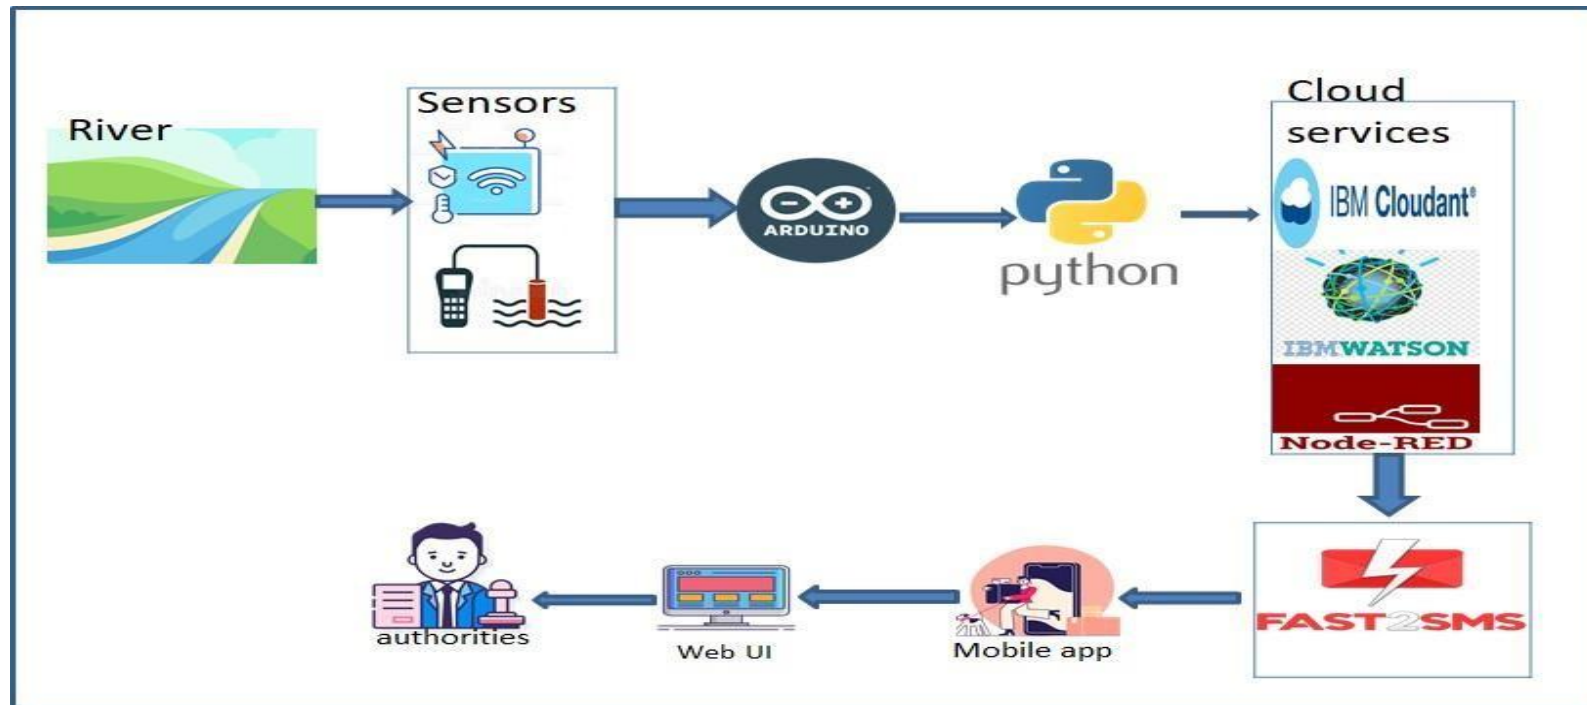 River
Sensors
ARDUINO
python
Cloud
services
IBM Cloudant®
IBMWATSON
Node-RED
FAST2SMS
Mobile app
Web UI
authorities